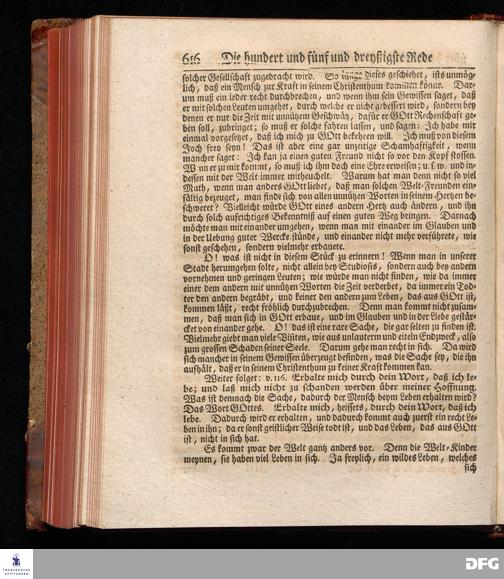 616 Die hundert und fünf und dreyßigste Rede
solcher Gesellschaft zugebracht wird. So lange dieses geschiehet, ists unmög-
lich, daß ein Mensch zur Kraft in seinem Christenthum kommen könne. Dar-
um muß ein ieder recht durchbrechen, und wenn ihm sein Gewissen saget, daß
er mit solchen Leuten umgehet, durch welche er nicht gebessert wird, sondern bey
denen er nur die Zeit mit unnützem Geschwätz, dafür er GOtt Rechenschaft ge-
ben soll, zubringet; so muß er solche fahren lassen, und sagen: Ich habe mir
einmal vorgesetzet, daß ich mich zu GOtt bekehren will. Ich muß von diesem
Joch frey seyn! Das ist aber eine gar unzeitige Schamhaftigkeit, wenn
mancher saget: Ich kan ja einen guten Freund nicht so vor den Kopf stossen.
Wenn er zu mir kommt, so muß ich ihm doch eine Ehre erweisen; u. s. w. und in-
dessen mit der Welt immer mitheuchelt. Warum hat man denn nicht so viel
Muth, wenn man anders GOtt liebet, daß man solchen Welt-Freunden ein-
fältig bezeuget, man finde sich von allen unnützen Worten in seinem Hertzen be-
schweret? Vielleicht würde GOtt eines andern Hertz auch ändern, und ihn
durch solch aufrichtiges Bekenntniß auf einen guten Weg bringen. Darnach
möchte man mit einander umgehen, wenn man mit einander im Glauben und
in der Uebung guter Wercke stünde, und einander nicht mehr verführete, wie
sonst geschehen, sondern vielmehr erbauete.
O! was ist nicht in diesem Stück zu erinnern! Wenn man in unserer
Stadt herumgehen solte, nicht allein bey Studiosis, sondern auch bey andern
vornehmen und geringen Leuten; wie würde man nicht finden, wie da immer
einer dem andern mit unnützen Worten die Zeit verderbet, da immer ein Tod-
ter den andern begräbt, und keiner den andern zum Leben, das aus GOtt ist,
kommen läßt, recht fröhlich durchzubrechen. Denn man kommt nicht zusam-
men, daß man sich in GOtt erbaue, und im Glauben und in der Liebe gestär-
cket von einander gehe. O! das ist eine rare Sache, die gar selten zu finden ist.
Vielmehr giebt man viele Visiten, wie aus unlauterm und eiteln Endzweck, also
zum grossen Schaden seiner Seele. Darum gehe man recht in sich. Da wird
sich mancher in seinem Gewissen überzeugt befinden, was die Sache sey, die ihn
aufhält, daß er in seinem Christenthum zu keiner Kraft kommen kan.
Weiter folget: v. 116. Erhalte mich durch dein Wort, daß ich le-
be; und laß mich nicht zu schanden werden über meiner Hoffnung.
Was ist demnach die Sache, dadurch der Mensch beym Leben erhalten wird?
Das Wort GOttes. Erhalte mich, heissets, durch dein Wort, daß ich
lebe. Dadurch wird er erhalten, und dadurch kommt auch zuerst ein recht Le-
ben in ihn; da er sonst geistlicher Weise todt ist, und das Leben, das aus GOtt
ist, nicht in sich hat.
Es kommt zwar der Welt gantz anders vor. Denn die Welt-Kinder
meynen, sie haben viel Leben in sich. Ja freylich, ein wildes Leben, welches
sich
FRANCKESCHE
STIFTUNGEN
DFG